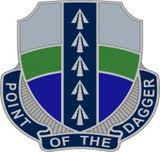 POINT OF THE DAGGER